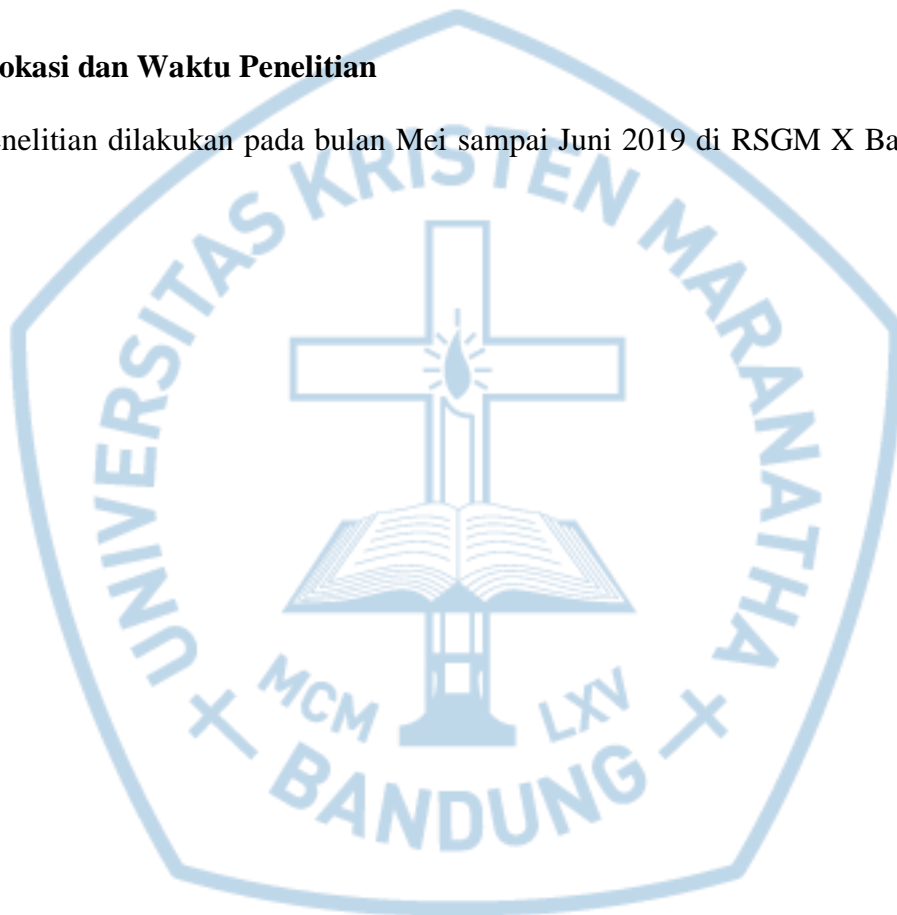 okasi dan Waktu Penelitian
enelitian dilakukan pada bulan Mei sampai Juni 2019 di RSGM X Ba
UNIVERSITAS KRISTEN MARANATHA
MCM LXV
BANDUNG